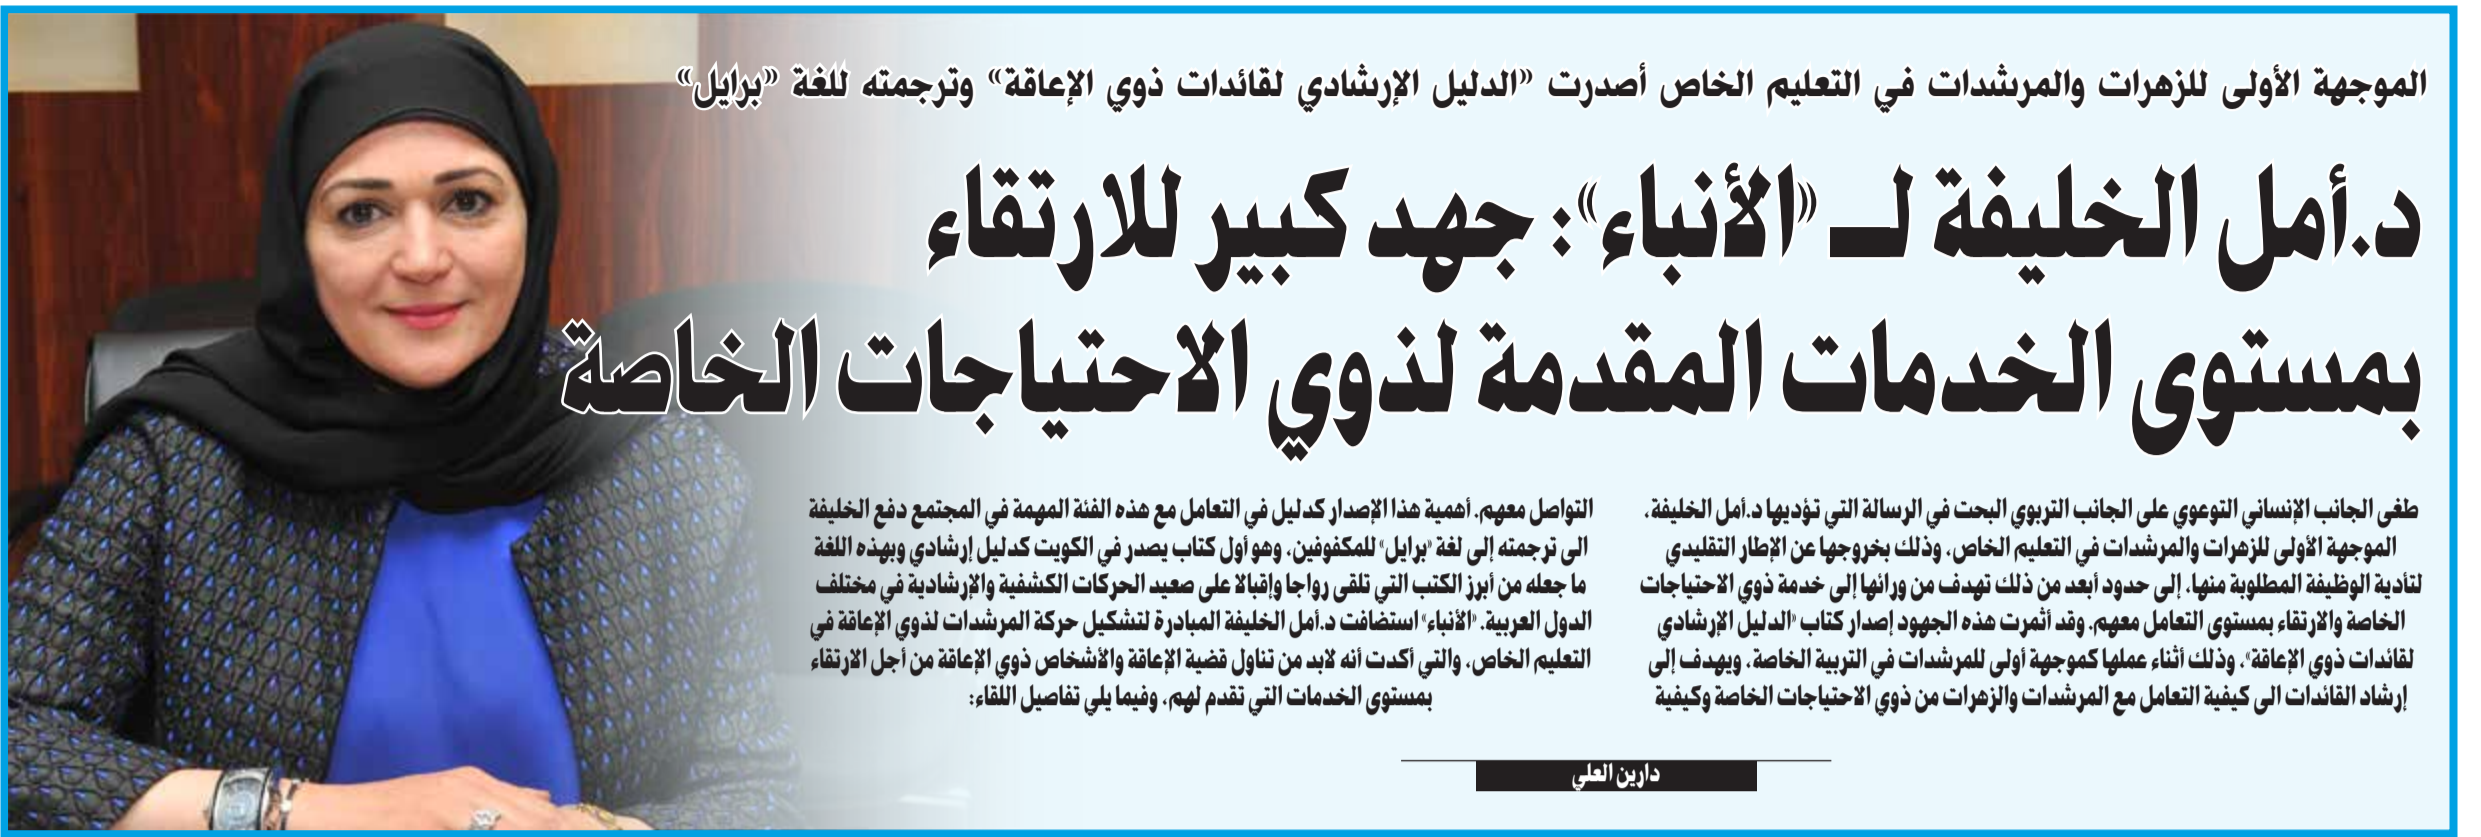 الموجهة الأولى للزهرات والمرشدات في التعليم الخاص أصدرت «الدليل الإرشادي لقائدات ذوي الإعاقة» وترجمته للغة «برايل»
د.أمل الخليفة لـ «الأنباء»: جهد كبير للارتقاء
بمستوى الخدمات المقدمة لذوي الاحتياجات الخاصة
طغى الجانب الإنساني التوعوي على الجانب التربوي البحت في الرسالة التي تؤديها د.أمل الخليفة،
الموجهة الأولى للزهرات والمرشدات في التعليم الخاص، وذلك بخروجها عن الإطار التقليدي
لتأدية الوظيفة المطلوبة منها، إلى حدود أبعد من ذلك تهدف من ورائها إلى خدمة ذوي الاحتياجات
الخاصة والارتقاء بمستوى التعامل معهم. وقد أثمرت هذه الجهود إصدار كتاب «الدليل الإرشادي
لقائدات ذوي الإعاقة»، وذلك أثناء عملها كموجهة أولى للمرشدات في التربية الخاصة، ويهدف إلى
إرشاد القائدات الى كيفية التعامل مع المرشدات والزهرات من ذوي الاحتياجات الخاصة وكيفية
التواصل معهم. أهمية هذا الإصدار كدليل في التعامل مع هذه الفئة المهمة في المجتمع دفع الخليفة
الى ترجمته إلى لغة «برايل» للمكفوفين، وهو أول كتاب يصدر في الكويت كدليل إرشادي وبهذه اللغة
ما جعله من أبرز الكتب التي تلقى رواجا وإقبالا على صعيد الحركات الكشفية والإرشادية في مختلف
الدول العربية. «الأنباء» استضافت د.أمل الخليفة المبادرة لتشكيل حركة المرشدات لذوي الإعاقة في
التعليم الخاص، والتي أكدت أنه لابد من تناول قضية الإعاقة والأشخاص ذوي الإعاقة من أجل الارتقاء
بمستوى الخدمات التي تقدم لهم، وفيما يلي تفاصيل اللقاء:
دارين العلي